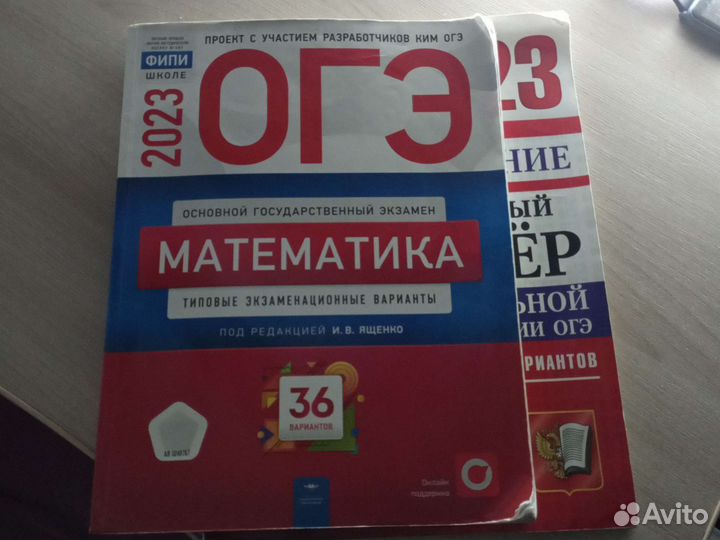 ПРОЕКТ С УЧАСТИЕМ РАЗРАБОТЧИКОВ КИМ ОГЭ
ФИПИ
ШКОЛЕ
2023
ОГЭ
ОСНОВНОЙ ГОСУДАРСТВЕННЫЙ ЭКЗАМЕН
МАТЕМАТИКА
ТИПОВЫЕ ЭКЗАМЕНАЦИОННЫЕ ВАРИАНТЫ
ПОД РЕДАКЦИЕЙ И. В. ЯЩЕНКО
36
ВАРИАНТОВ
Онлайн
поддержка
23
НИЕ
ЫЙ
ЁР
ЬНОЙ
ИИ ОГЭ
РИАНТОВ
Avito